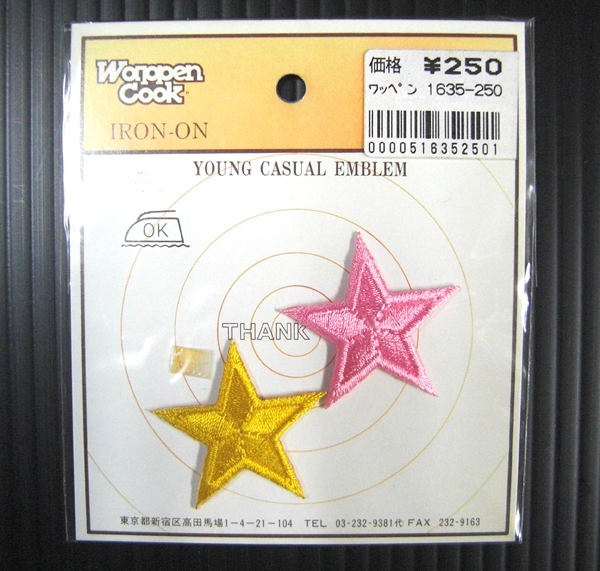 Wappen
Cook
IRON-ON
価格 ¥250
ワッペン 1635-250
0000516352501
YOUNG CASUAL EMBLEM
OK
THANK
東京都新宿区高田馬場1-4-21-104 TEL 03-232-9381代 FAX 232-9163